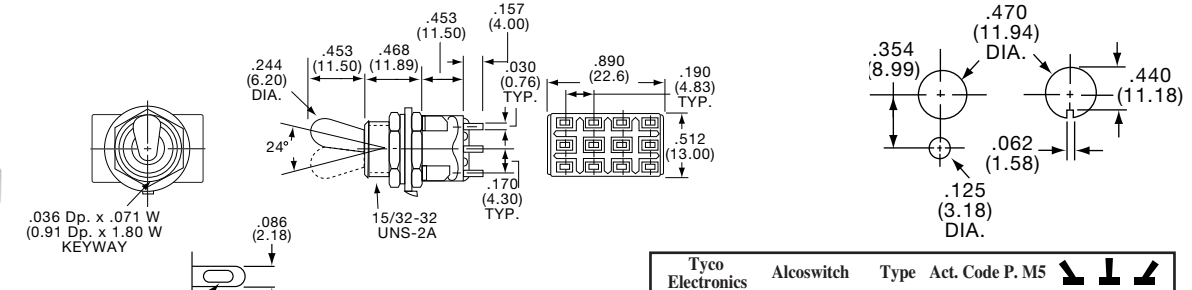 .244
(6.20)
DIA.
.453
(11.50)
.468
(11.89)
.453
(11.50)
.157
(4.00)
.030
(0.76)
TYP.
24°
.170
(4.30)
TYP.
15/32-32
UNS-2A
.036 Dp. x .071 W
(0.91 Dp. x 1.80 W
KEYWAY
.086
(2.18)
.890
(22.6)
.190
(4.83)
TYP.
.512
(13.00)
.470
(11.94)
DIA.
.354
(8.99)
.440
(11.18)
.062
(1.58)
.125
(3.18)
DIA.
Tyco
Electronics
Alcoswitch
Type
Act. Code P. M5